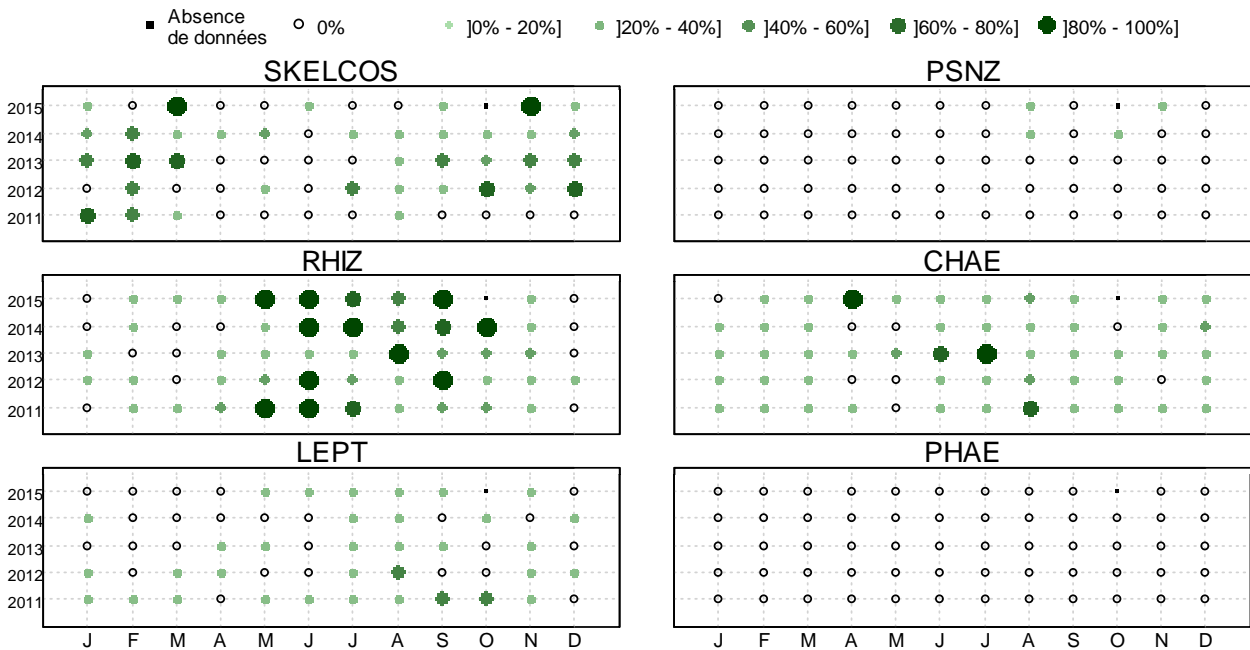 Absence
de données
0%
]0% - 20%]
]20% - 40%]
]40% - 60%]
]60% - 80%]
]80% - 100%]
SKELCOS
PSNZ
2015
2014
2013
2012
2011
RHIZ
CHAE
2015
2014
2013
2012
2011
LEPT
PHAE
2015
2014
2013
2012
2011
J F M A M J J A S O N D
J F M A M J J A S O N D